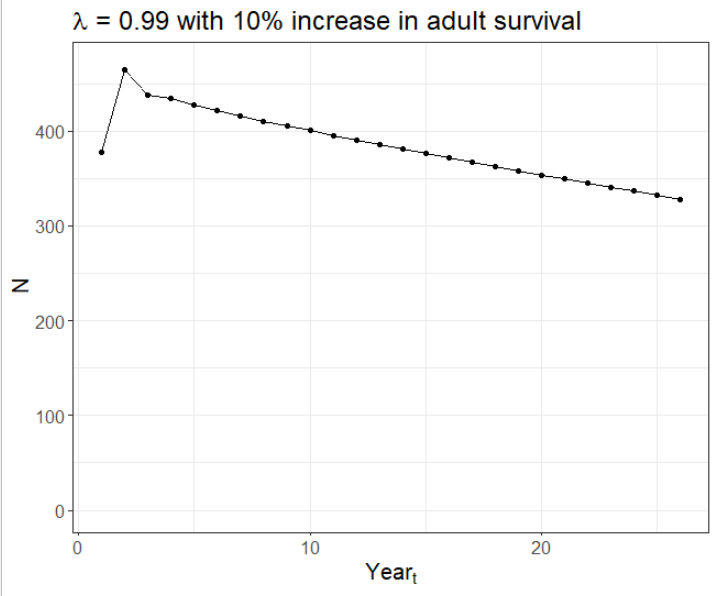 λ = 0.99 with 10% increase in adult survival
400
300
200
100
0
N
0 10 20
Yearₜ